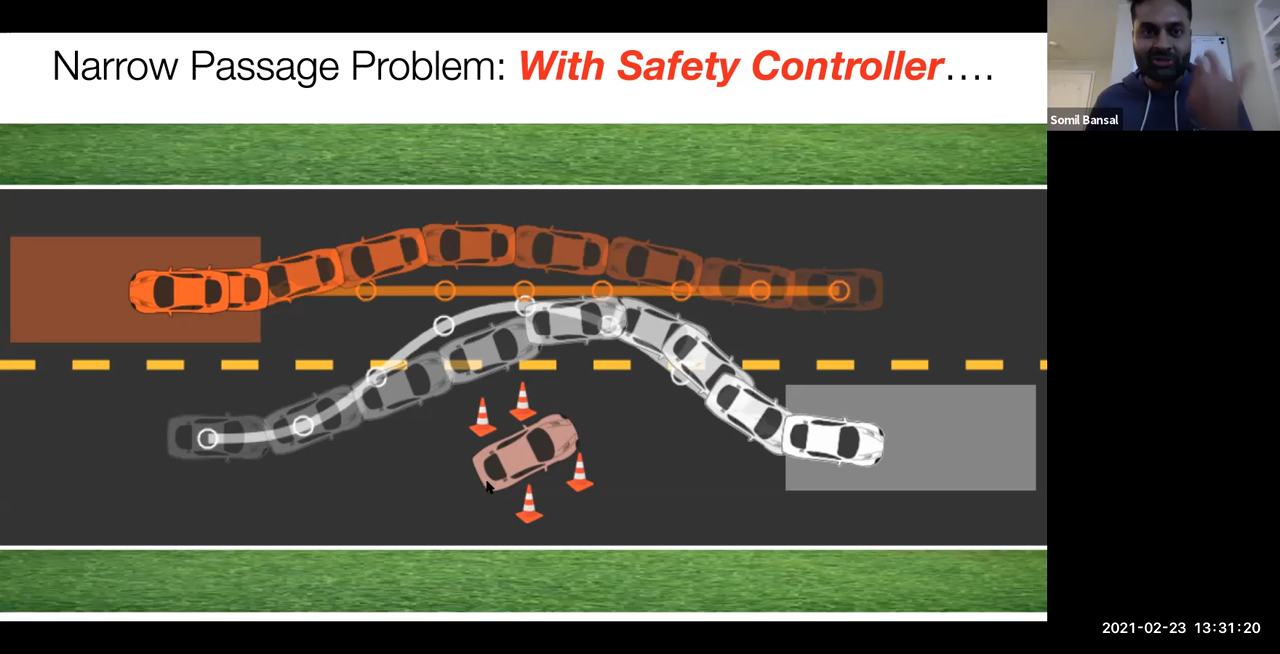 Narrow Passage Problem: With Safety Controller....
Somil Bansal
2021-02-23 13:31:20